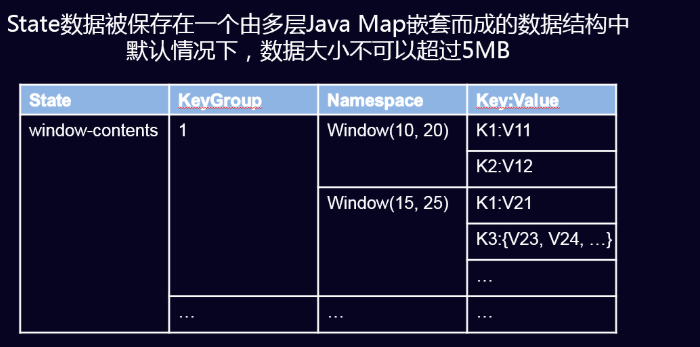 State数据被保存在一个由多层Java Map嵌套而成的数据结构中
默认情况下，数据大小不可以超过5MB
State KeyGroup Namespace Key:Value
window-contents 1 Window(10, 20) K1:V11
K2:V12
Window(15, 25) K1:V21
K3:{V23, V24, …}
…
… … …